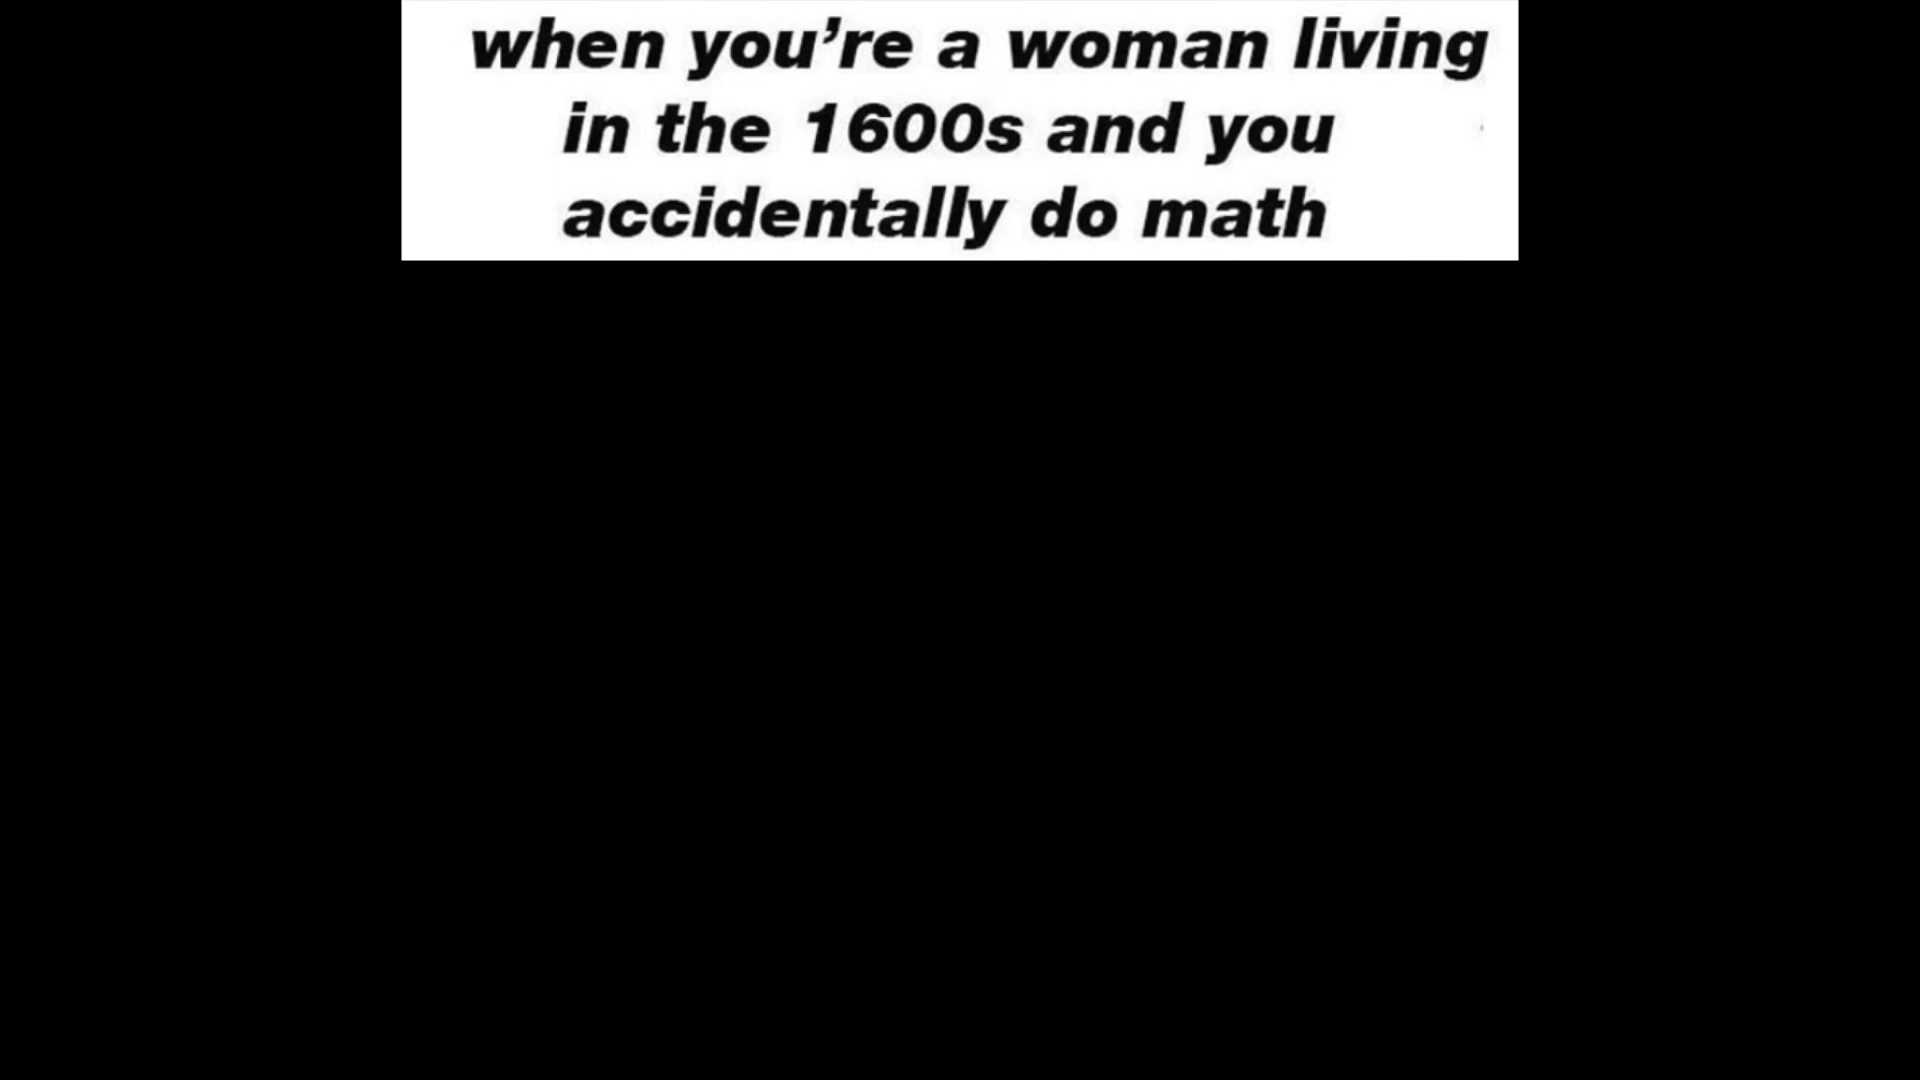 when you’re a woman living
in the 1600s and you
accidentally do math